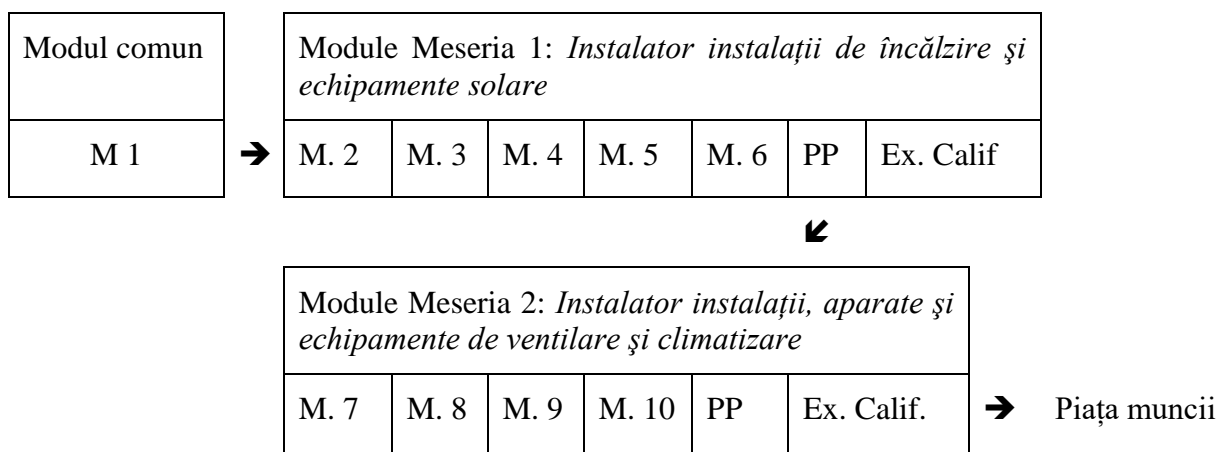 Modul comun
Module Meseria 1: Instalator instalații de încălzire şi
echipamente solare
M 1 ➔ M. 2 M. 3 M. 4 M. 5 M. 6 PP Ex. Calif
Module Meseria 2: Instalator instalații, aparate şi
echipamente de ventilare şi climatizare
M. 7 M. 8 M. 9 M. 10 PP Ex. Calif. ➔ Piața muncii